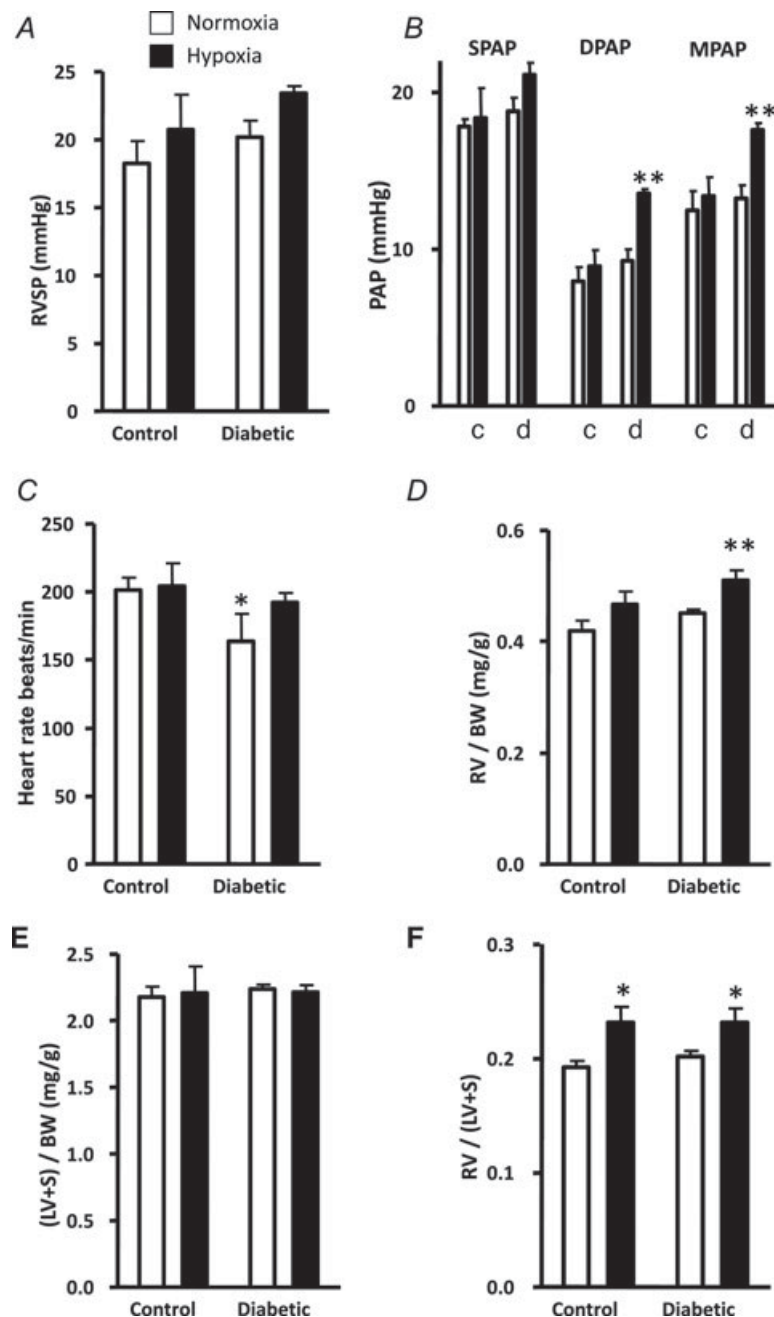 A
Normoxia
Hypoxia
RVSP (mmHg)
25
20
15
10
5
0
Control Diabetic
B
SPAP DPAP MPAP
PAP (mmHg)
20
10
0
**
**
c d c d c d
C
Heart rate beats/min
250
200
150
100
50
0
*
Control Diabetic
D
RV / BW (mg/g)
0.6
0.4
0.2
0.0
**
Control Diabetic
E
(LV+S) / BW (mg/g)
2.5
2.0
1.5
1.0
0.5
0.0
Control Diabetic
F
RV / (LV+S)
0.3
0.2
0.1
0.0
* *
Control Diabetic